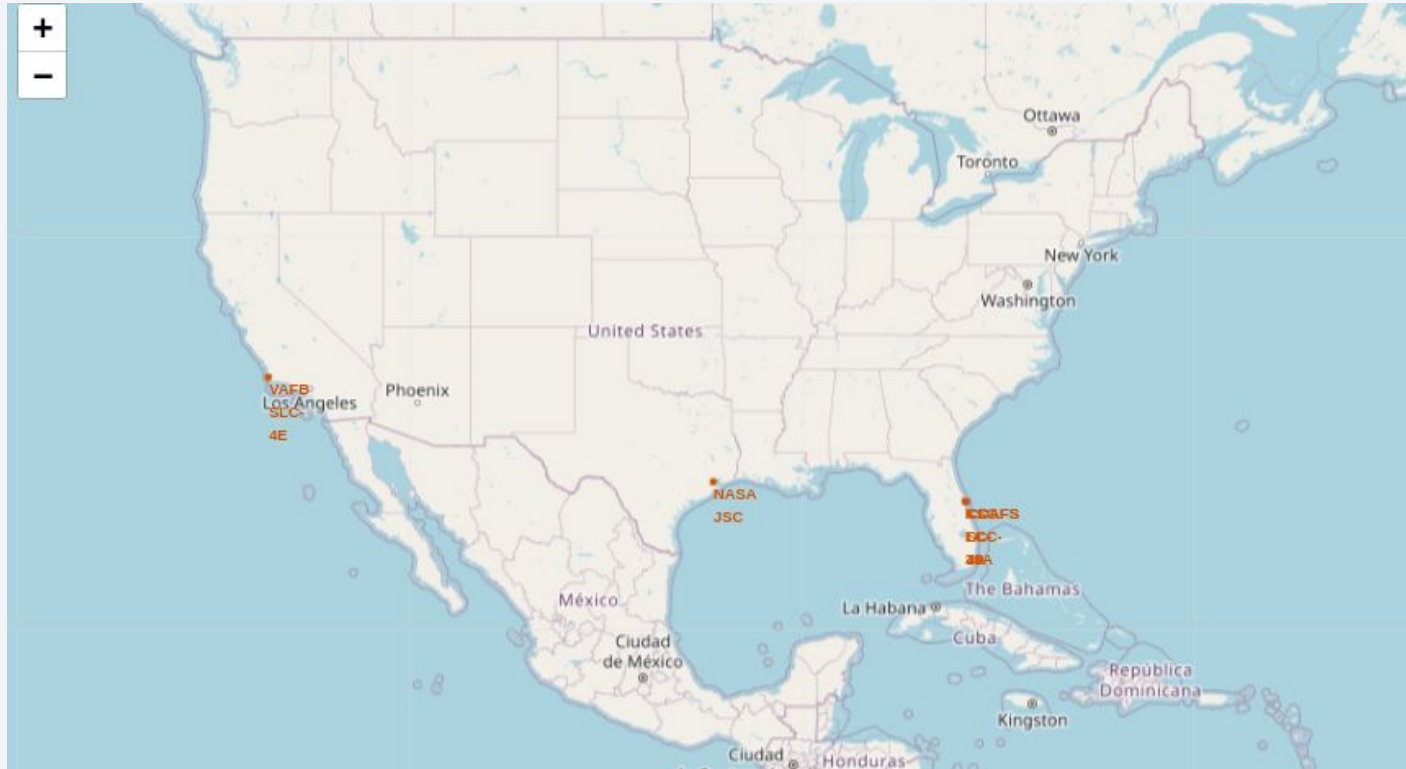 +
−
Ottawa
Toronto
New York
Washington
United States
VAFB
SLC-
4E
Los Angeles
Phoenix
NASA
JSC
The Bahamas
México
La Habana
Cuba
Ciudad
de México
República
Dominicana
Kingston
Ciudad
Honduras